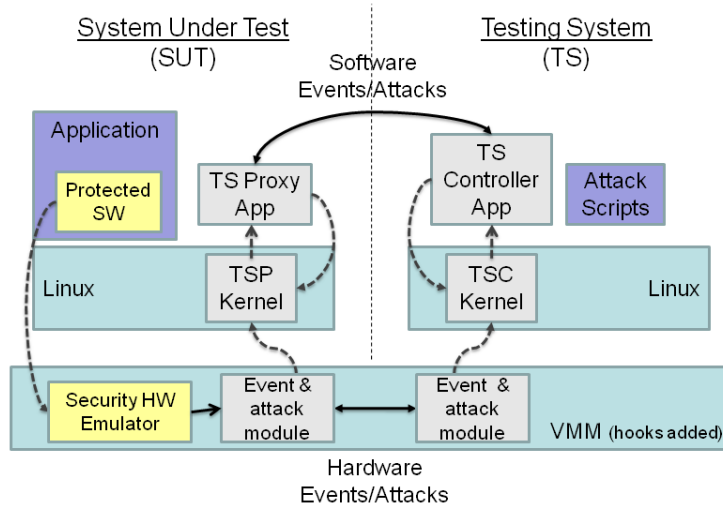 System Under Test
(SUT)
Testing System
(TS)
Software
Events/Attacks
Application
Protected
SW
TS Proxy
App
TS
Controller
App
Attack
Scripts
Linux
TSP
Kernel
TSC
Kernel
Linux
Security HW
Emulator
Event &
attack
module
Event &
attack
module
VMM (hooks added)
Hardware
Events/Attacks